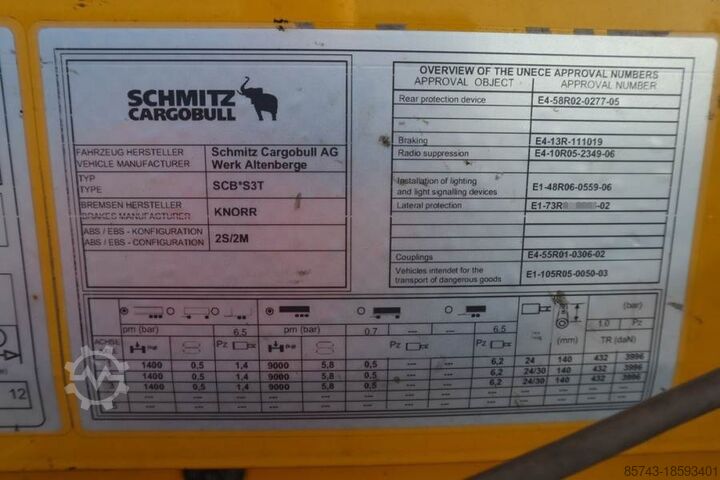 SCHMITZ
CARGOBULL
FAHRZEUG HERSTELLER
VEHICLE MANUFACTURER
Schmitz Cargobull AG
Werk Altenberge
TYP
TYPE
SCB*S3T
BREMSEN HERSTELLER
BRAKES MANUFACTURER
KNORR
ABS / EBS - KONFIGURATION
ABS / EBS - CONFIGURATION
2S/2M
OVERVIEW OF THE UNECE APPROVAL NUMBERS
APPROVAL OBJECT APPROVAL NUMBER
Rear protection device E4-58R02-0277-05
Braking E4-13R-111019
Radio suppression E4-10R05-2349-06
Installation of lighting
and light signalling devices E1-48R06-0559-06
Lateral protection E1-73R -02
Couplings E4-55R01-0306-02
Vehicles intendet for the
transport of dangerous goods E1-105R05-0050-03
(bar)
pm (bar) 6.5 pm (bar) 0.7 --- --- 6.5 1.0 Pz
ACHSE Pz Pz Pz (mm) TR (daN)
1400 0,5 1,4 9000 5,8 0,5 --- --- 6,2 24 140 432 3996
1400 0,5 1,4 9000 5,8 0,5 --- --- 6,2 24/30 140 432 3996
1400 0,5 1,4 9000 5,8 0,5 --- --- 6,2 24/30 140 432 3996
--- --- --- --- --- --- --- --- --- --- --- --- ---
--- --- --- --- --- --- --- --- --- --- --- --- ---
12
85743-18593401